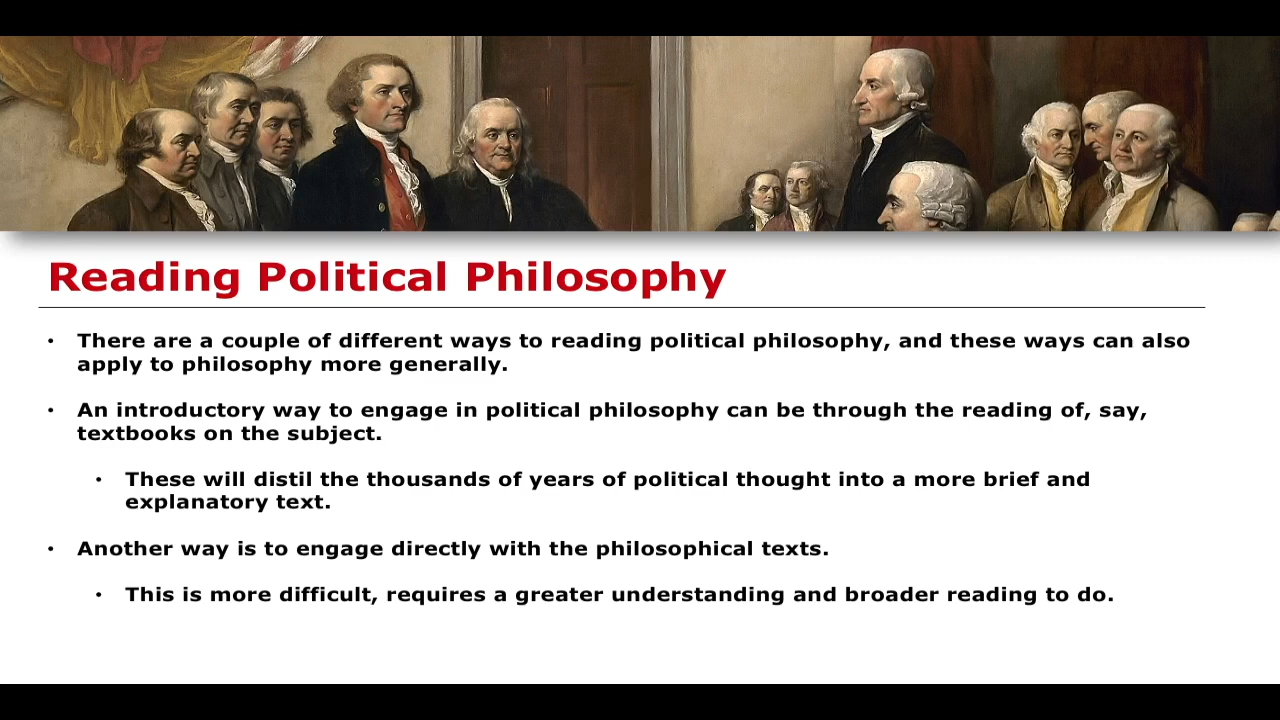 Reading Political Philosophy
• There are a couple of different ways to reading political philosophy, and these ways can also
apply to philosophy more generally.
• An introductory way to engage in political philosophy can be through the reading of, say,
textbooks on the subject.
• These will distil the thousands of years of political thought into a more brief and
explanatory text.
• Another way is to engage directly with the philosophical texts.
• This is more difficult, requires a greater understanding and broader reading to do.